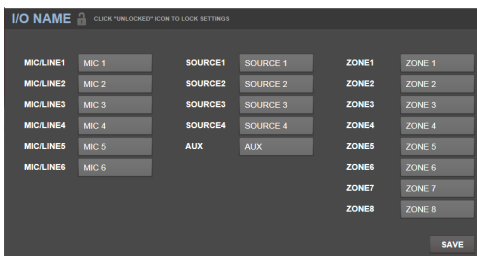 I/O NAME CLICK "UNLOCKED" ICON TO LOCK SETTINGS
MIC/LINE1 MIC 1 SOURCE1 SOURCE 1 ZONE1 ZONE 1
MIC/LINE2 MIC 2 SOURCE2 SOURCE 2 ZONE2 ZONE 2
MIC/LINE3 MIC 3 SOURCE3 SOURCE 3 ZONE3 ZONE 3
MIC/LINE4 MIC 4 SOURCE4 SOURCE 4 ZONE4 ZONE 4
MIC/LINE5 MIC 5 AUX AUX ZONE5 ZONE 5
MIC/LINE6 MIC 6 ZONE6 ZONE 6
ZONE7 ZONE 7
ZONE8 ZONE 8
SAVE